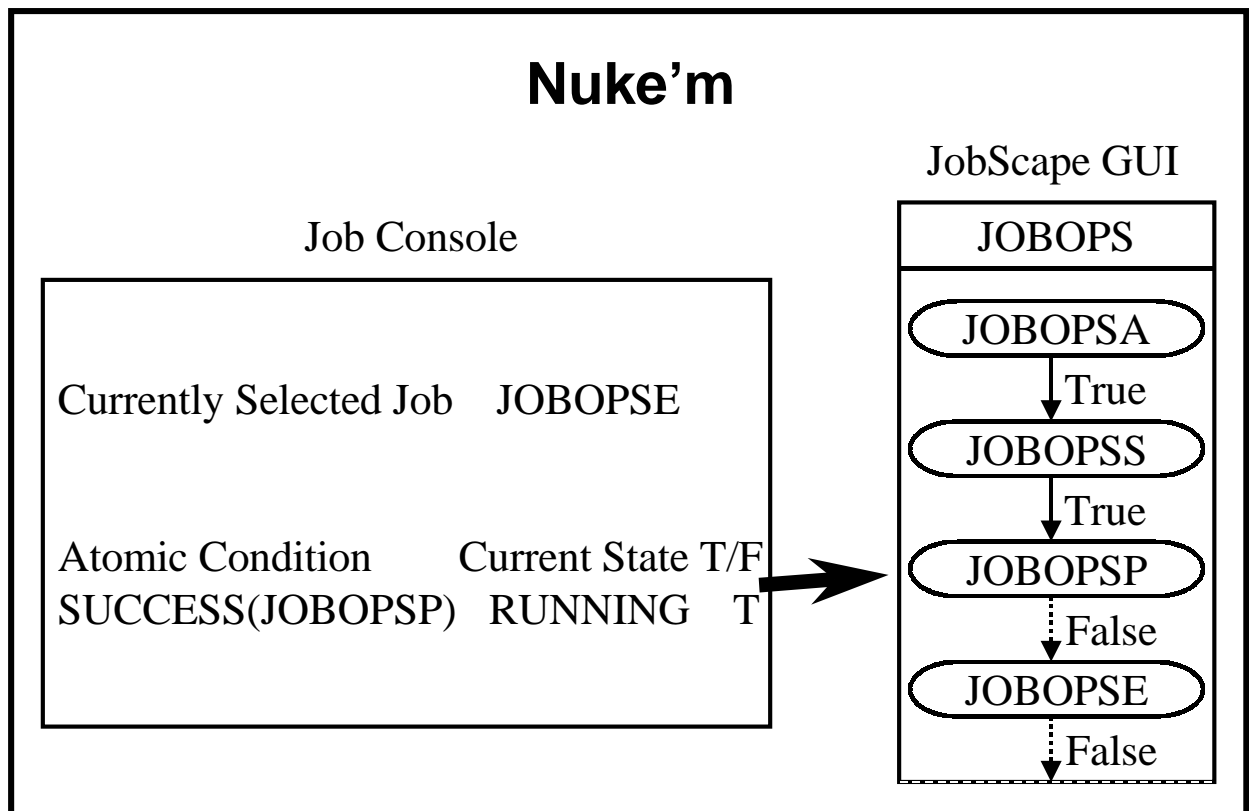 Nuke’m
JobScape GUI
Job Console
JOBOPS
JOBOPSA
True
Currently Selected Job JOBOPSE
JOBOPSS
True
Atomic Condition Current State T/F
SUCCESS(JOBOPSP) RUNNING T
JOBOPSP
False
JOBOPSE
False